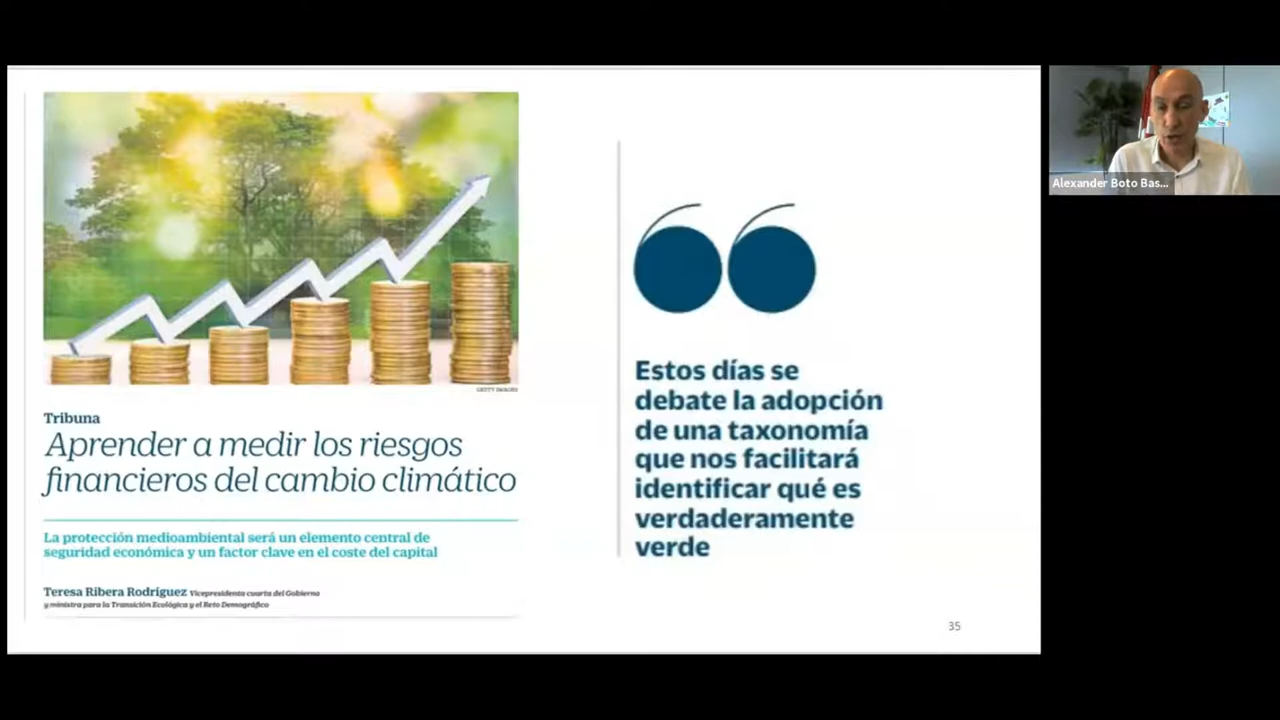 GETTY IMAGES
Tribuna
Aprender a medir los riesgos
financieros del cambio climático
La protección medioambiental será un elemento central de
seguridad económica y un factor clave en el coste del capital
Teresa Ribera Rodríguez Vicepresidenta cuarta del Gobierno
y ministra para la Transición Ecológica y el Reto Demográfico
Estos días se
debate la adopción
de una taxonomía
que nos facilitará
identificar qué es
verdaderamente
verde
35
Alexander Boto Bas...